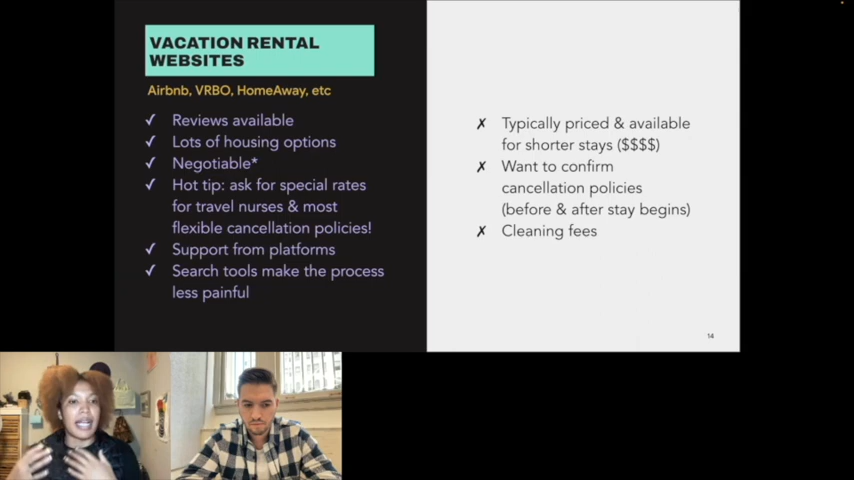 VACATION RENTAL
WEBSITES
Airbnb, VRBO, HomeAway, etc
✓ Reviews available
✓ Lots of housing options
✓ Negotiable*
✓ Hot tip: ask for special rates
for travel nurses & most
flexible cancellation policies!
✓ Support from platforms
✓ Search tools make the process
less painful
✗ Typically priced & available
for shorter stays ($$$$)
✗ Want to confirm
cancellation policies
(before & after stay begins)
✗ Cleaning fees
14